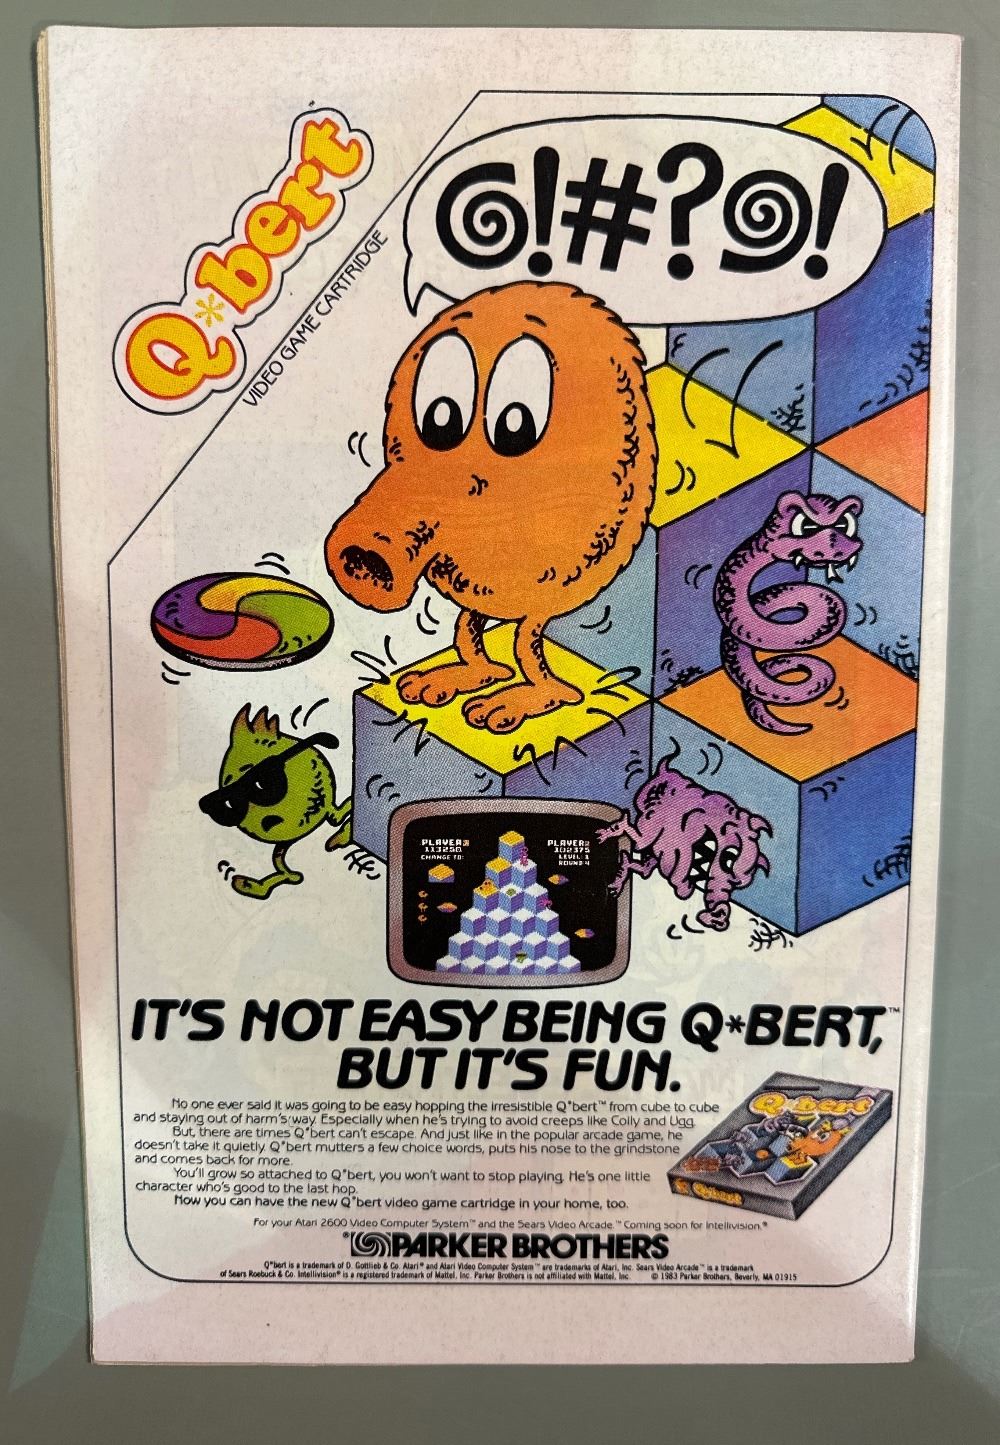 Q*bert
VIDEO GAME CARTRIDGE
@!#?@!
PLAYER
113250
CHANGE TO:
PLAYER
102375
LEVEL: 1
ROUND: 4
IT'S NOT EASY BEING Q*BERT,™
BUT IT'S FUN.
No one ever said it was going to be easy hopping the irresistible Q*bert™ from cube to cube
and staying out of harm's way. Especially when he's trying to avoid creeps like Coily and Ugg.
But, there are times Q*bert can't escape. And just like in the popular arcade game, he
doesn't take it quietly. Q*bert mutters a few choice words, puts his nose to the grindstone
and comes back for more.
You'll grow so attached to Q*bert, you won't want to stop playing. He's one little
character who's good to the last hop.
Now you can have the new Q*bert video game cartridge in your home, too.
Q*bert
Q*bert
For your Atari 2600 Video Computer System™ and the Sears Video Arcade.™ Coming soon for Intellivision.®
PARKER BROTHERS
Q*bert is a trademark of D. Gottlieb & Co. Atari® and Atari Video Computer System™ are trademarks of Atari, Inc. Sears Video Arcade™ is a trademark
of Sears Roebuck & Co. Intellivision® is a registered trademark of Mattel, Inc. Parker Brothers is not affiliated with Mattel, Inc. © 1983 Parker Brothers, Beverly, MA 01915